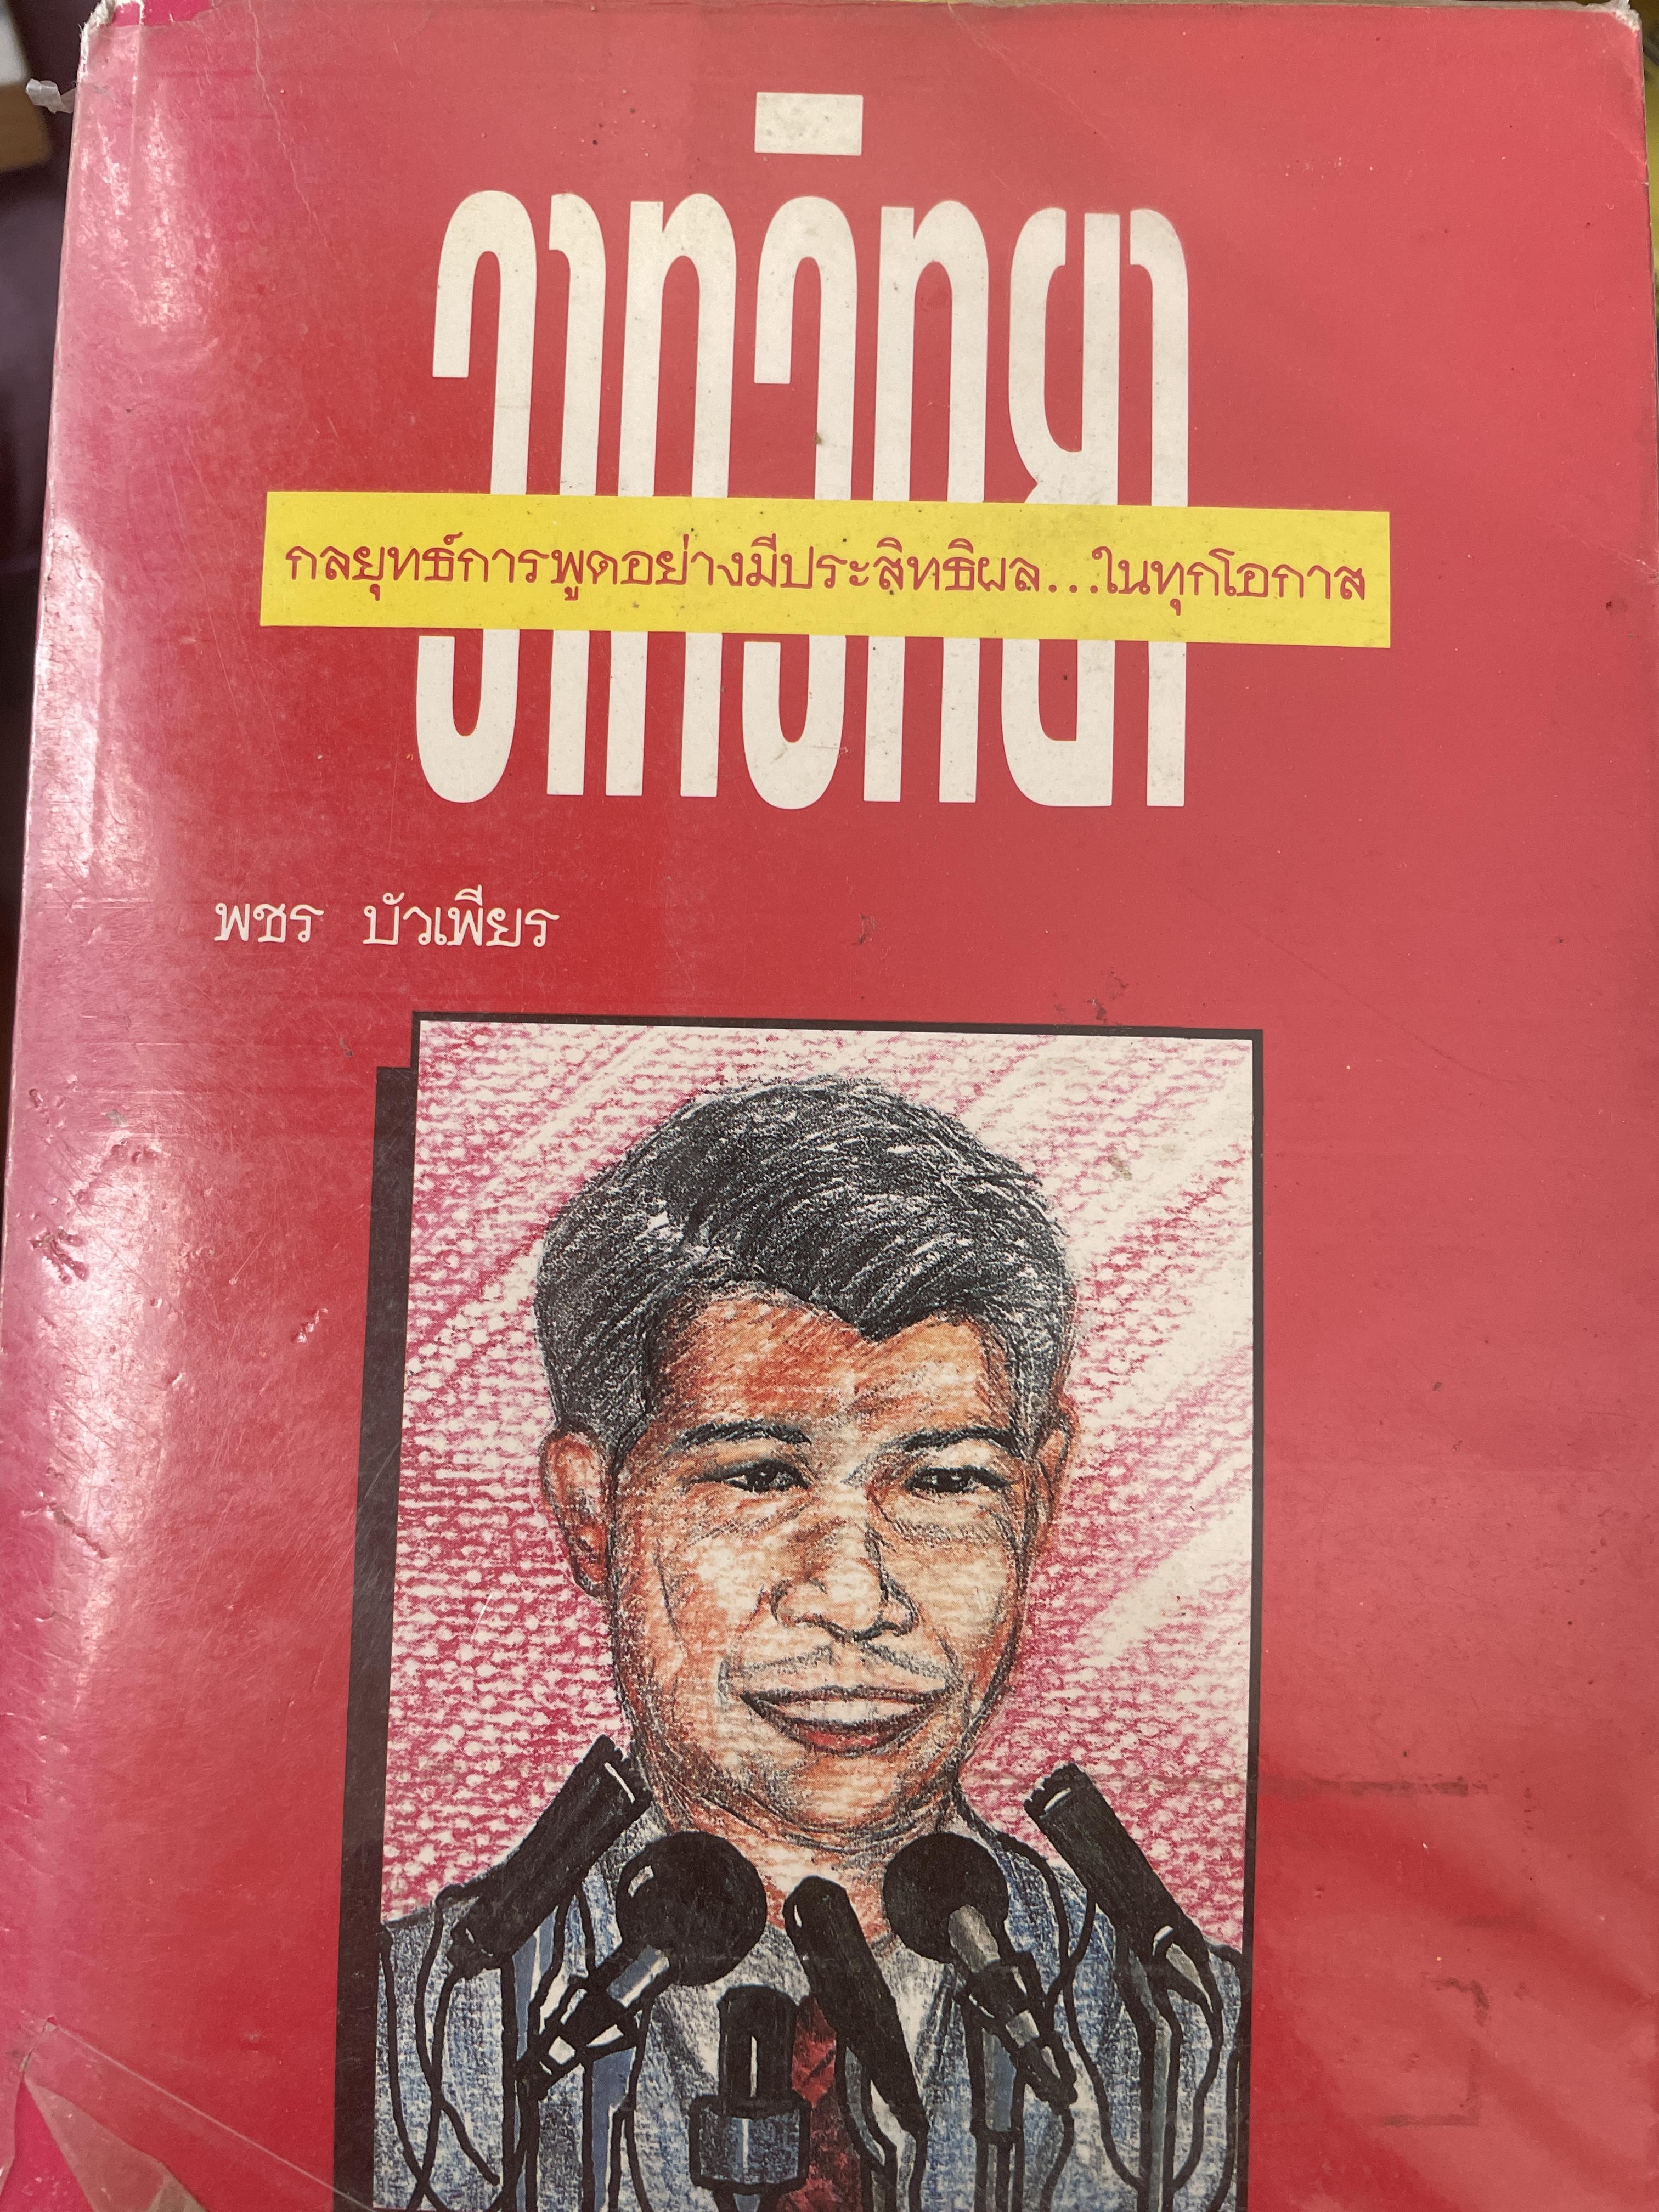 วาทวิทยา
กลยุทธ์การพูดอย่างมีประสิทธิผล...ในทุกโอกาส
พชร บัวเพียร